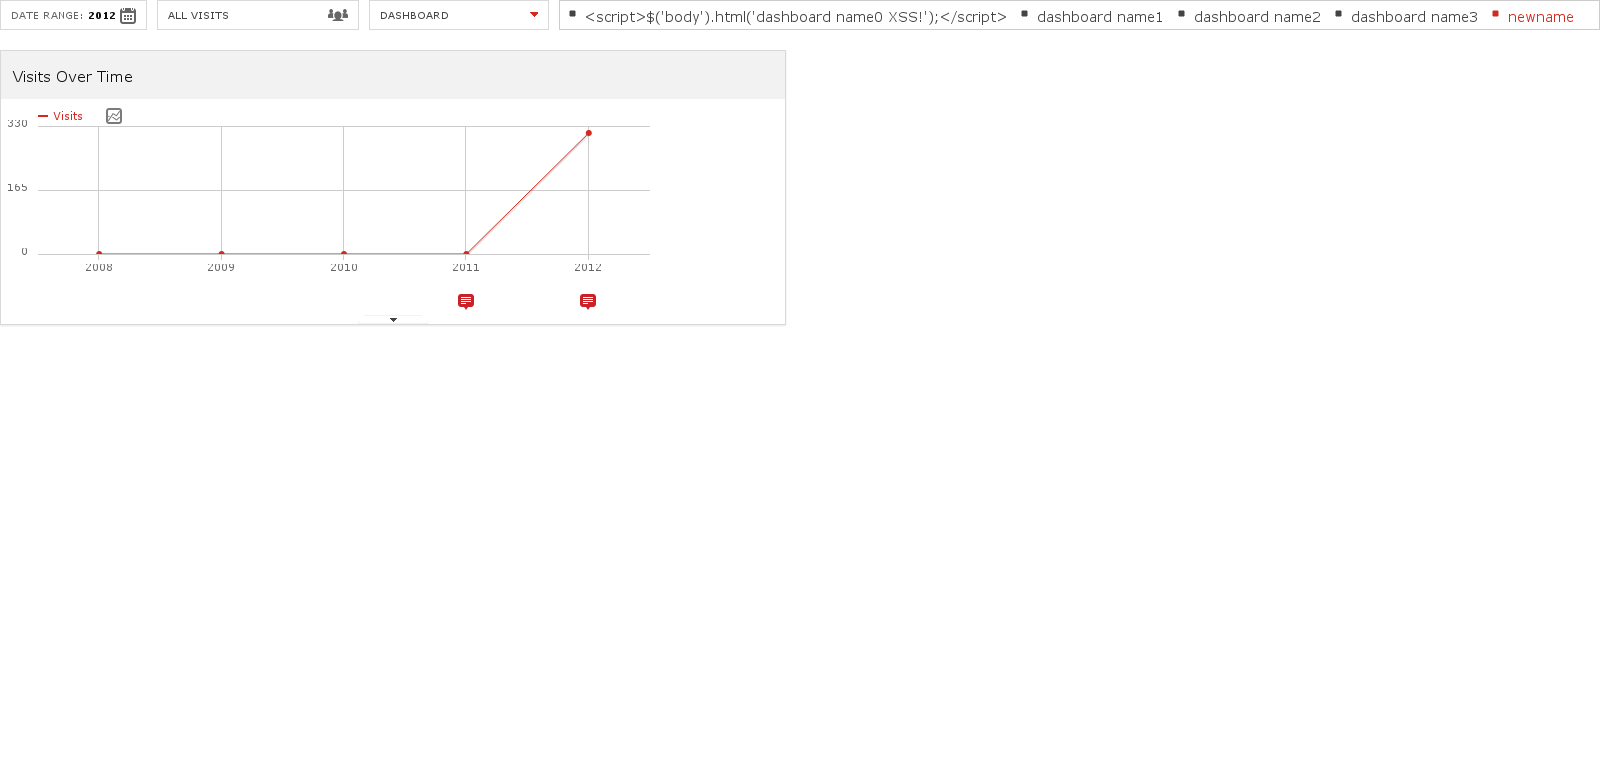 DATE RANGE: 2012 ALL VISITS DASHBOARD <script>$('body').html('dashboard name0 XSS!');</script> dashboard name1 dashboard name2 dashboard name3 newname
Visits Over Time
Visits
330
165
0
2008 2009 2010 2011 2012